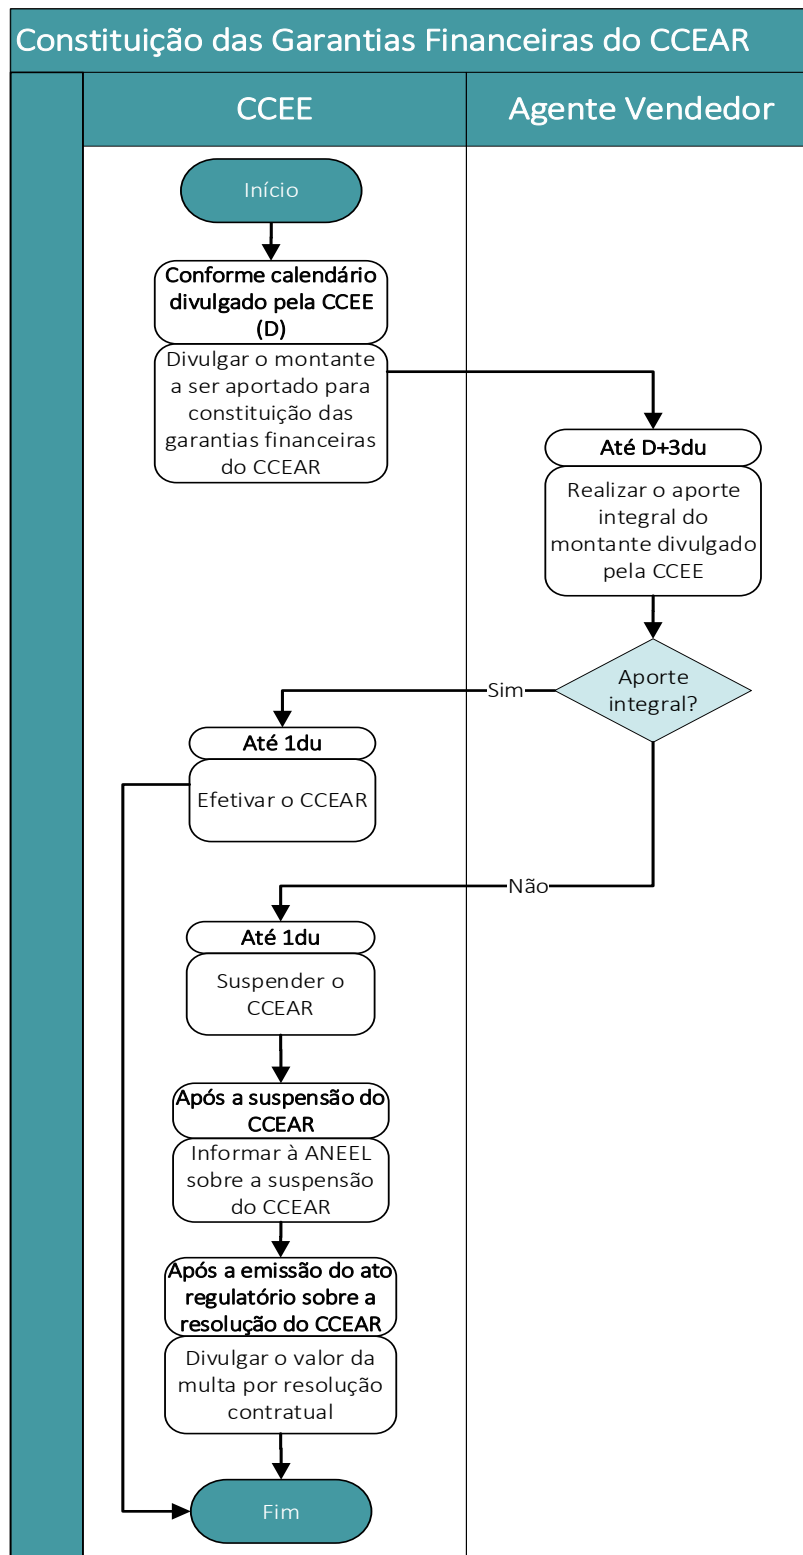 Constituição das Garantias Financeiras do CCEAR
CCEE
Agente Vendedor
Início
Conforme calendário
divulgado pela CCEE
(D)
Divulgar o montante
a ser aportado para
constituição das
garantias financeiras
do CCEAR
Até D+3du
Realizar o aporte
integral do
montante divulgado
pela CCEE
Aporte
integral?
Sim
Até 1du
Efetivar o CCEAR
Não
Até 1du
Suspender o
CCEAR
Após a suspensão do
CCEAR
Informar à ANEEL
sobre a suspensão
do CCEAR
Após a emissão do ato
regulatório sobre a
resolução do CCEAR
Divulgar o valor da
multa por resolução
contratual
Fim